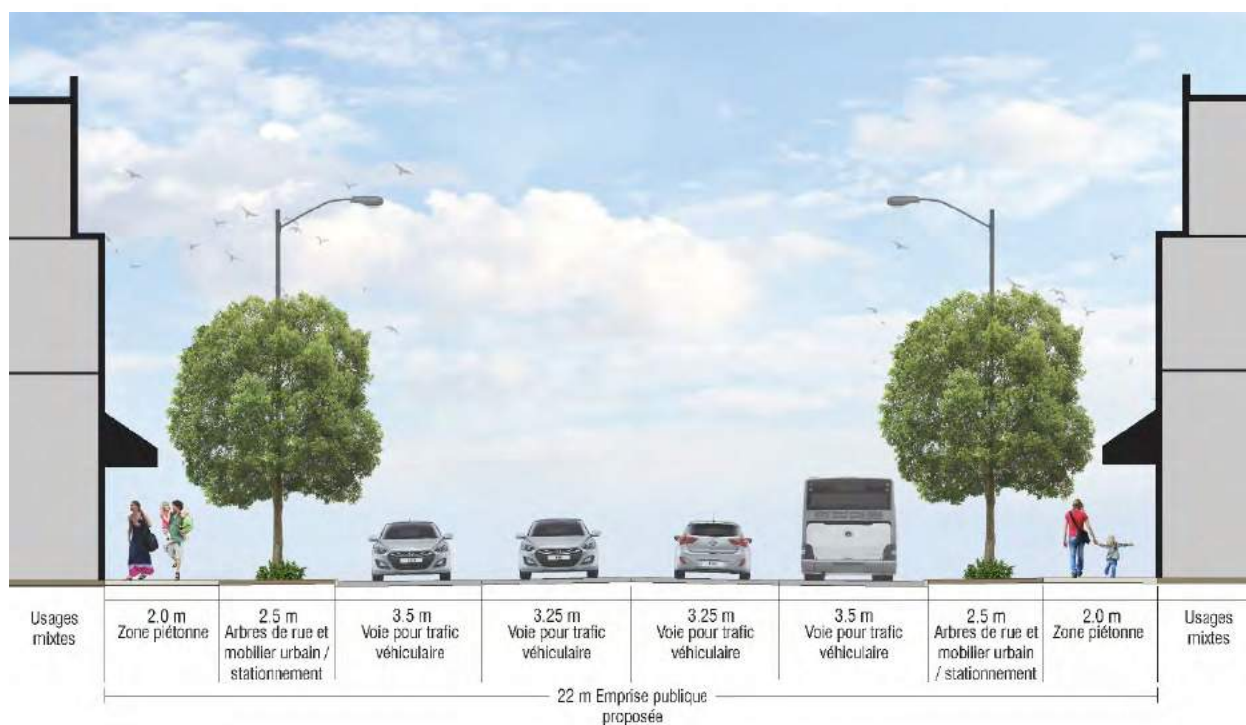 Usages
mixtes
2.0 m
Zone piétonne
2.5 m
Arbres de rue et
mobilier urbain /
stationnement
3.5 m
Voie pour trafic
véhiculaire
3.25 m
Voie pour trafic
véhiculaire
3.25 m
Voie pour trafic
véhiculaire
3.5 m
Voie pour trafic
véhiculaire
2.5 m
Arbres de rue et
mobilier urbain
/ stationnement
2.0 m
Zone piétonne
Usages
mixtes
22 m Emprise publique
proposée